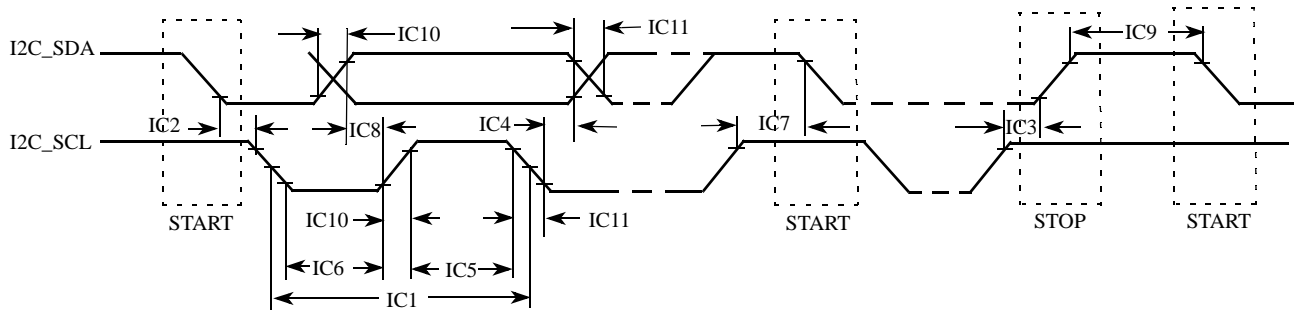 IC10
IC11
IC9
I2C_SDA
IC2
IC8
IC4
IC7
IC3
I2C_SCL
START
IC10
IC11
START
STOP
START
IC6
IC5
IC1